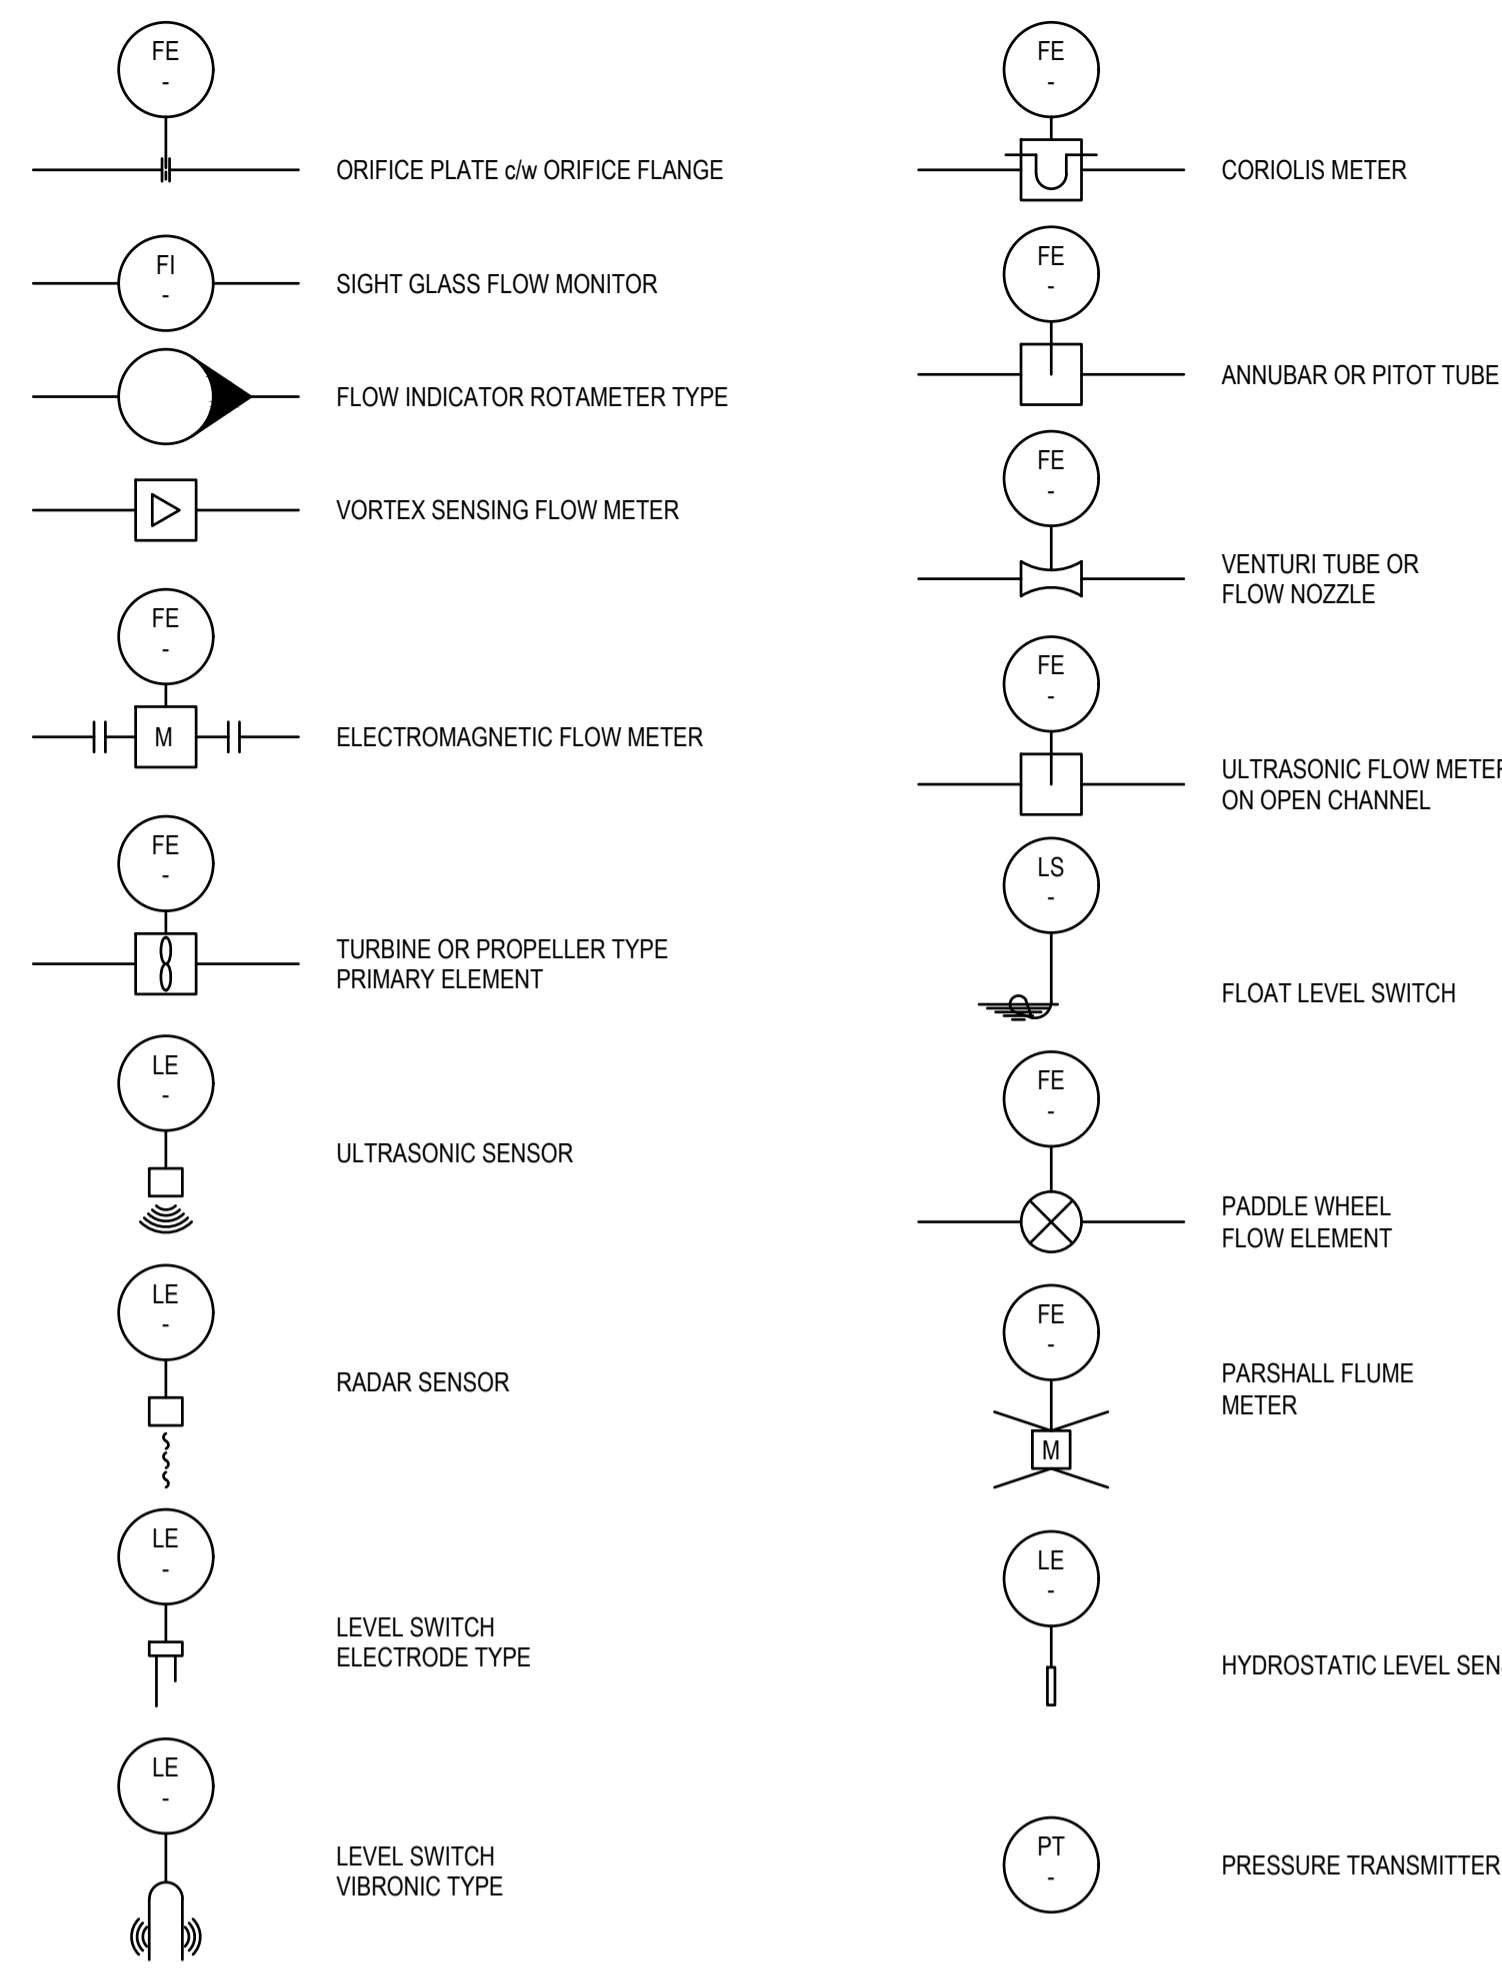 FE
-
ORIFICE PLATE c/w ORIFICE FLANGE
FI
-
SIGHT GLASS FLOW MONITOR
FLOW INDICATOR ROTAMETER TYPE
VORTEX SENSING FLOW METER
FE
-
M
ELECTROMAGNETIC FLOW METER
FE
-
TURBINE OR PROPELLER TYPE
PRIMARY ELEMENT
LE
-
ULTRASONIC SENSOR
LE
-
RADAR SENSOR
LE
-
LEVEL SWITCH
ELECTRODE TYPE
LE
-
LEVEL SWITCH
VIBRONIC TYPE
FE
-
CORIOLIS METER
FE
-
ANNUBAR OR PITOT TUBE
FE
-
VENTURI TUBE OR
FLOW NOZZLE
FE
-
ULTRASONIC FLOW METER
ON OPEN CHANNEL
LS
-
FLOAT LEVEL SWITCH
FE
-
PADDLE WHEEL
FLOW ELEMENT
FE
-
M
PARSHALL FLUME
METER
LE
-
HYDROSTATIC LEVEL
PT
-
PRESSURE TRANSMITTER